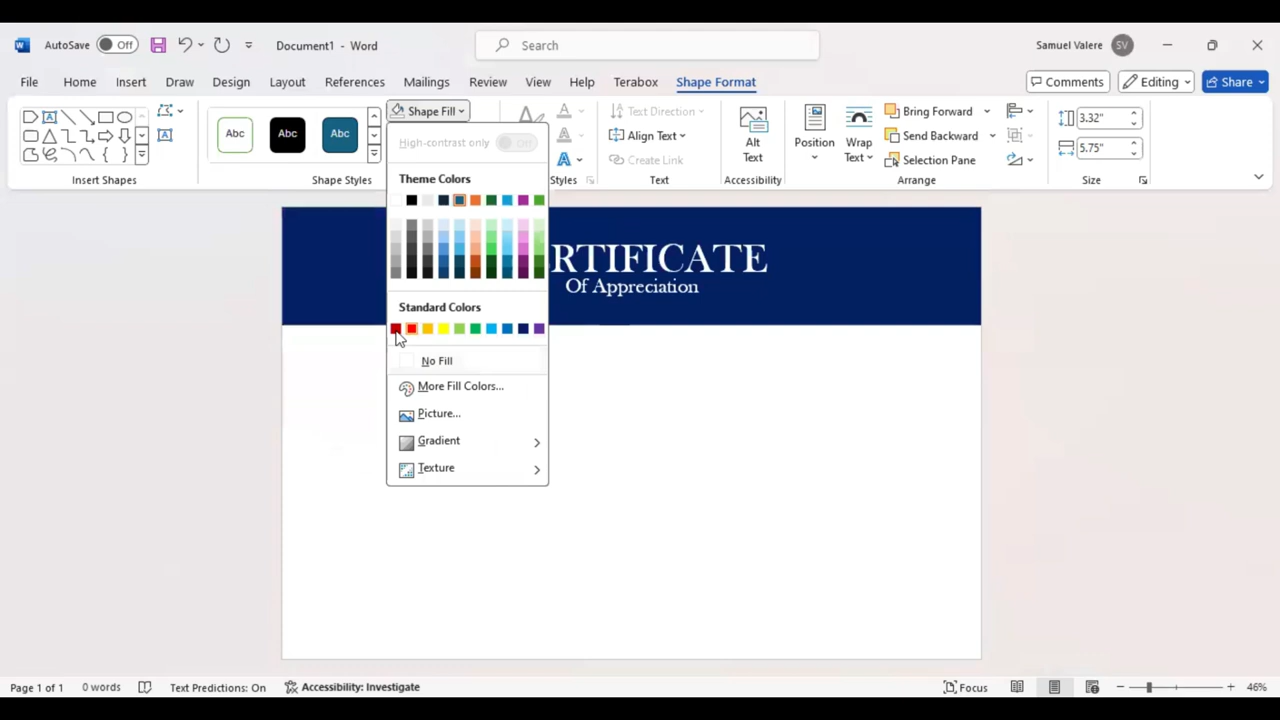 AutoSave Off Document1 - Word Search Samuel Valere SV
File Home Insert Draw Design Layout References Mailings Review View Help Terabox Shape Format Comments Editing Share
Abc Abc Abc
Shape Fill
High-contrast only Off
Theme Colors
Standard Colors
No Fill
More Fill Colors...
Picture...
Gradient
Texture
Text Direction
Align Text
Create Link
Alt
Text
Position
Wrap
Text
Bring Forward
Send Backward
Selection Pane
3.32"
5.75"
Insert Shapes Shape Styles Styles Text Accessibility Arrange Size
RTIFICATE
Of Appreciation
Page 1 of 1 0 words Text Predictions: On Accessibility: Investigate Focus 46%